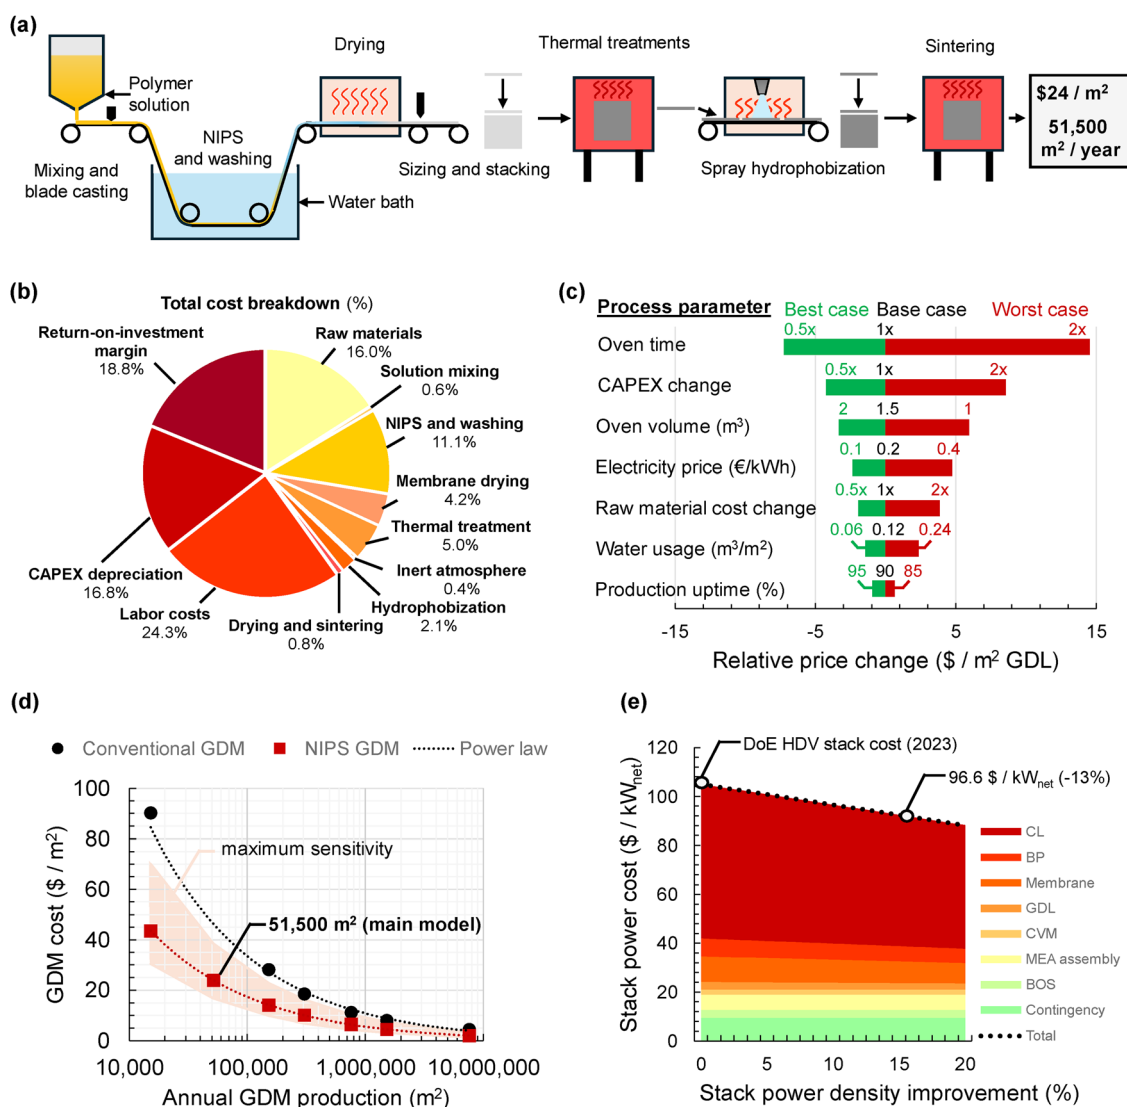 (a)
Polymer
solution
Mixing and
blade casting
NIPS
and washing
Water bath
Drying
Sizing and stacking
Thermal treatments
Spray hydrophobization
Sintering
$24 / m²
51,500
m² / year
(b)
Total cost breakdown (%)
Return-on-investment
margin
18.8%
Raw materials
16.0%
Solution mixing
0.6%
NIPS and washing
11.1%
Membrane drying
4.2%
Thermal treatment
5.0%
Inert atmosphere
0.4%
Hydrophobization
2.1%
Drying and sintering
0.8%
Labor costs
24.3%
CAPEX depreciation
16.8%
(c)
Process parameter Best case Base case Worst case
Oven time 0.5x 1x 2x
CAPEX change 0.5x 1x 2x
Oven volume (m³) 2 1.5 1
Electricity price (€/kWh) 0.1 0.2 0.4
Raw material cost change 0.5x 1x 2x
Water usage (m³/m²) 0.06 0.12 0.24
Production uptime (%) 95 90 85
-15 -5 5 15
Relative price change ($ / m² GDL)
(d)
Conventional GDM NIPS GDM Power law
GDM cost ($ / m²)
100
80
60
40
20
0
maximum sensitivity
51,500 m² (main model)
10,000 100,000 1,000,000 10,000,000
Annual GDM production (m²)
(e)
Stack power cost ($ / kWnet)
120
100
80
60
40
20
0
DoE HDV stack cost (2023)
96.6 $ / kWnet (-13%)
CL
BP
Membrane
GDL
CVM
MEA assembly
BOS
Contingency
Total
0 5 10 15 20
Stack power density improvement (%)